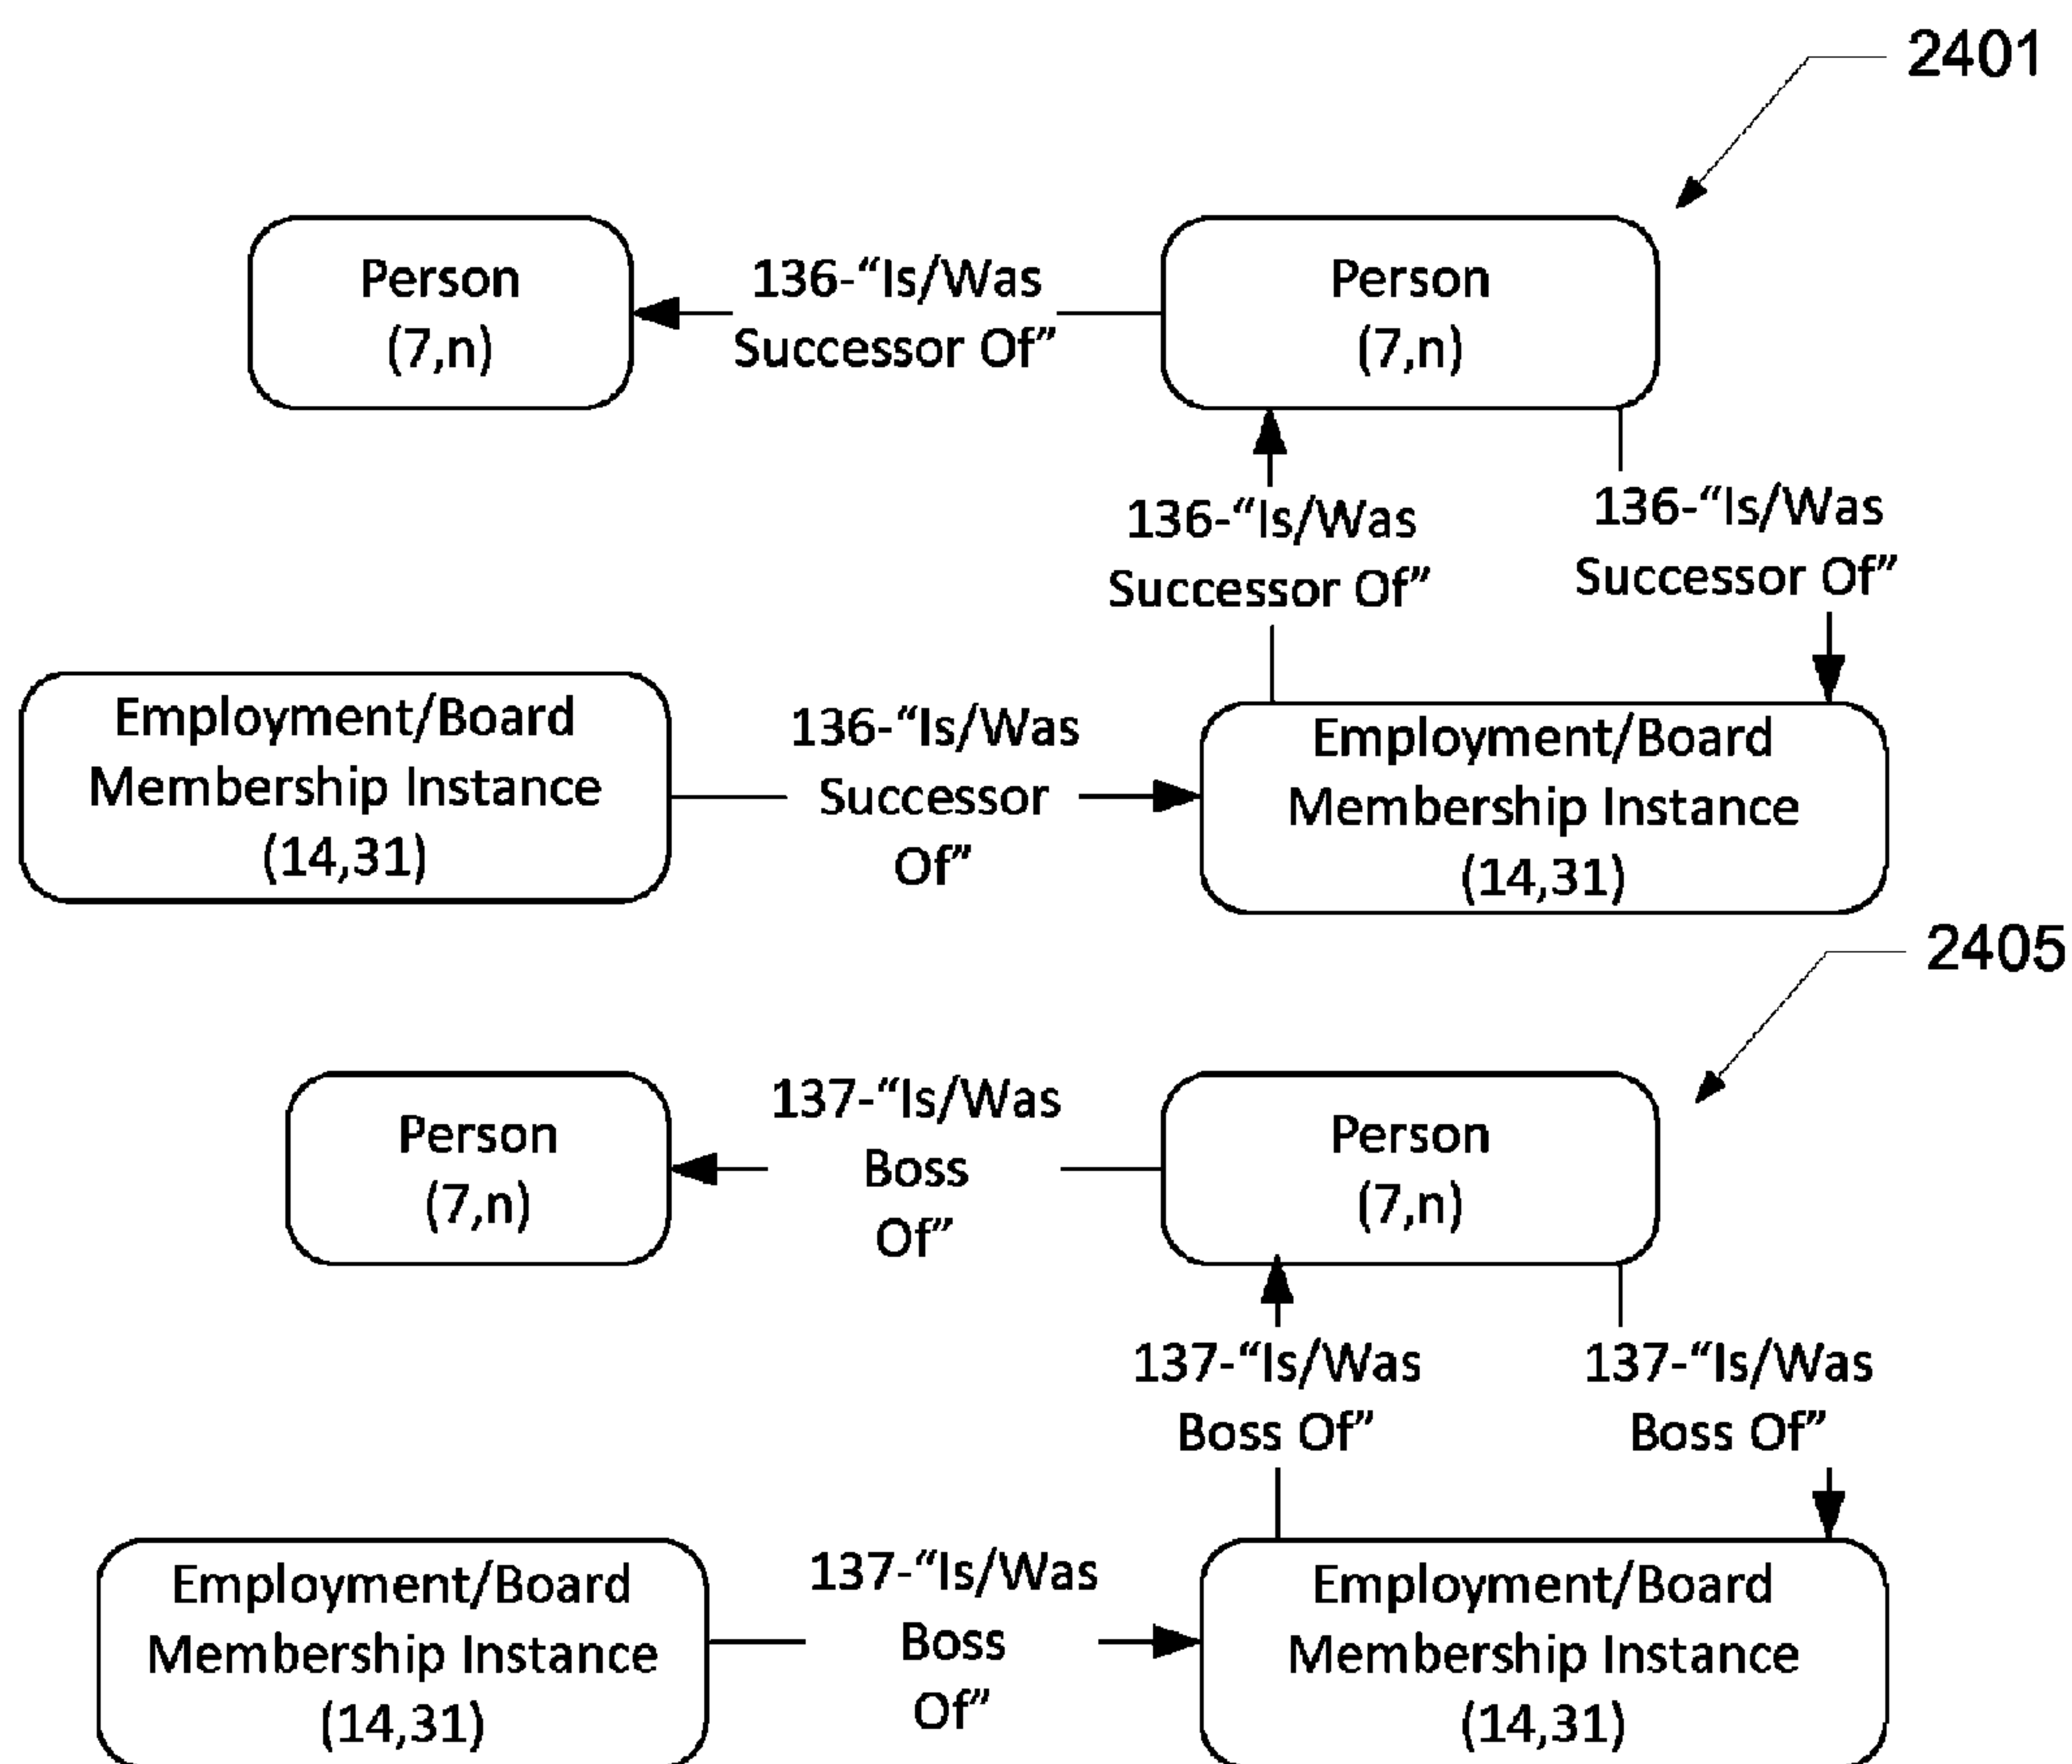 2401
Person
(7,n)
136-“Is/Was
Successor Of”
Person
(7,n)
136-“Is/Was
Successor Of”
136-“Is/Was
Successor Of”
Employment/Board
Membership Instance
(14,31)
136-“Is/Was
Successor
Of”
Employment/Board
Membership Instance
(14,31)
2405
Person
(7,n)
137-“Is/Was
Boss
Of”
Person
(7,n)
137-“Is/Was
Boss Of”
137-“Is/Was
Boss Of”
Employment/Board
Membership Instance
(14,31)
137-“Is/Was
Boss
Of”
Employment/Board
Membership Instance
(14,31)